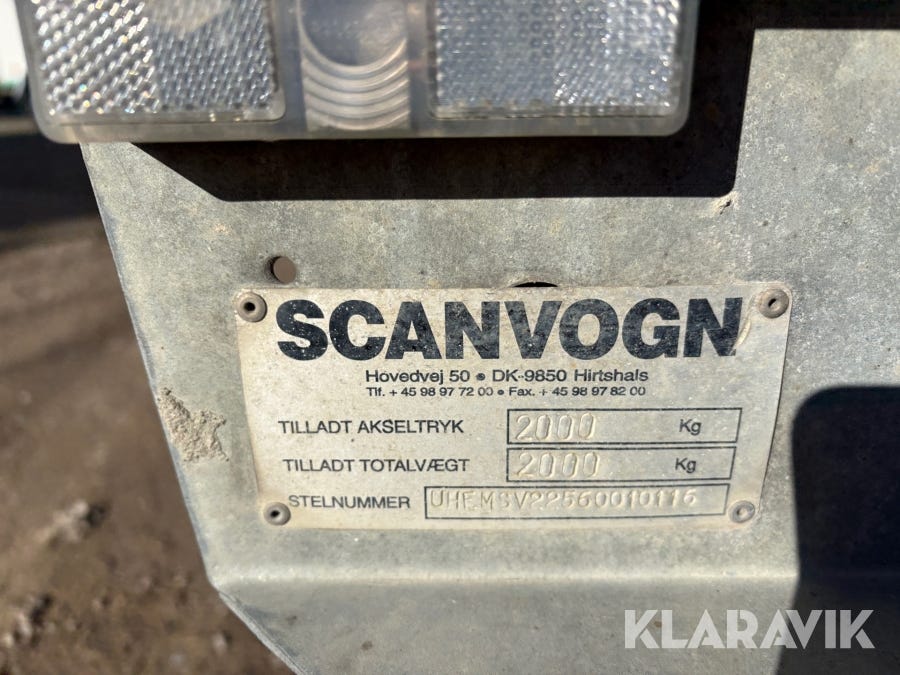 SCANVOGN
Hovedvej 50 • DK-9850 Hirtshals
Tlf. + 45 98 97 72 00 • Fax. + 45 98 97 82 00
TILLADT AKSELTRYK 2000 Kg
TILLADT TOTALVÆGT 2000 Kg
STELNUMMER UHEMSV22560010116
KLARAVIK